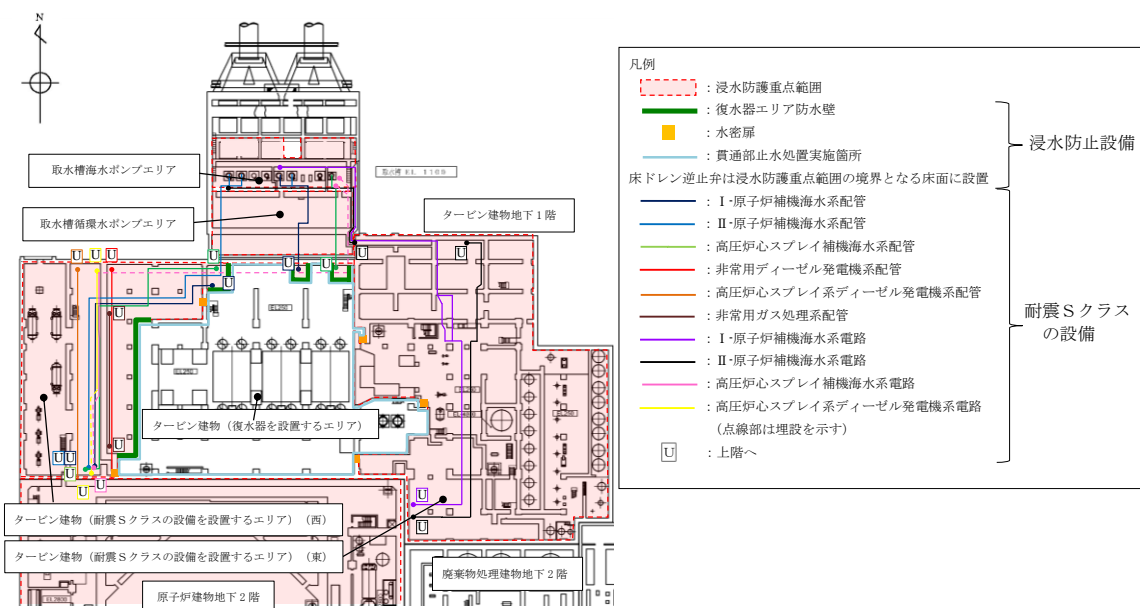 N
取水槽海水ポンプエリア
取水槽循環水ポンプエリア
タービン建物地下１階
U U U
U U U U U
U
U
EL250
タービン建物（復水器を設置するエリア）
U U
U U
U U
U
U
タービン建物（耐震Ｓクラスの設備を設置するエリア）（西）
タービン建物（耐震Ｓクラスの設備を設置するエリア）（東）
廃棄物処理建物地下２階
原子炉建物地下２階
凡例
：浸水防護重点範囲
：復水器エリア防水壁
：水密扉
：貫通部止水処置実施箇所
浸水防止設備
床ドレン逆止弁は浸水防護重点範囲の境界となる床面に設置
：Ⅰ-原子炉補機海水系配管
：Ⅱ-原子炉補機海水系配管
：高圧炉心スプレイ補機海水系配管
：非常用ディーゼル発電機系配管
：高圧炉心スプレイ系ディーゼル発電機系配管
：非常用ガス処理系配管
：Ⅰ-原子炉補機海水系電路
：Ⅱ-原子炉補機海水系電路
：高圧炉心スプレイ補機海水系電路
：高圧炉心スプレイ系ディーゼル発電機系電路
（点線部は埋設を示す）
U ：上階へ
耐震Ｓクラス
の設備